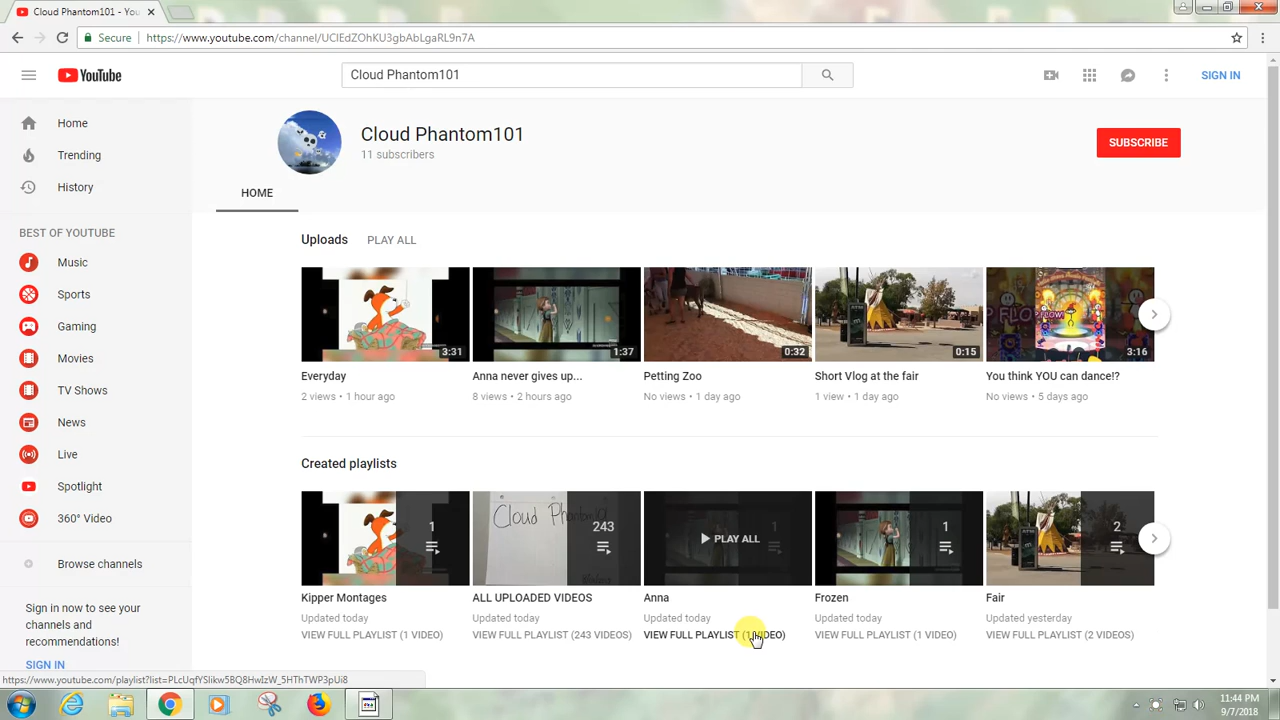 Cloud Phantom101 - You
Secure
https://www.youtube.com/channel/UClEdZOhKU3gbAbLgaRL9n7A
YouTube
Cloud Phantom101
SIGN IN
Home
Trending
History
BEST OF YOUTUBE
Music
Sports
Gaming
Movies
TV Shows
News
Live
Spotlight
360° Video
Browse channels
Sign in now to see your
channels and
recommendations!
SIGN IN
Cloud Phantom101
11 subscribers
SUBSCRIBE
HOME
Uploads PLAY ALL
3:31 1:37 0:32 0:15 3:16
Everyday Anna never gives up... Petting Zoo Short Vlog at the fair You think YOU can dance!?
2 views • 1 hour ago 8 views • 2 hours ago No views • 1 day ago 1 view • 1 day ago No views • 5 days ago
Created playlists
1 243 PLAY ALL 1 2
Cloud Phantom101
Kipper Montages ALL UPLOADED VIDEOS Anna Frozen Fair
Updated today Updated today Updated today Updated today Updated yesterday
VIEW FULL PLAYLIST (1 VIDEO) VIEW FULL PLAYLIST (243 VIDEOS) VIEW FULL PLAYLIST (1 VIDEO) VIEW FULL PLAYLIST (1 VIDEO) VIEW FULL PLAYLIST (2 VIDEOS)
https://www.youtube.com/playlist?list=PLcUqfYSlikw5BQ8HwIzW_5HThTWP3pUi8
11:44 PM
9/7/2018